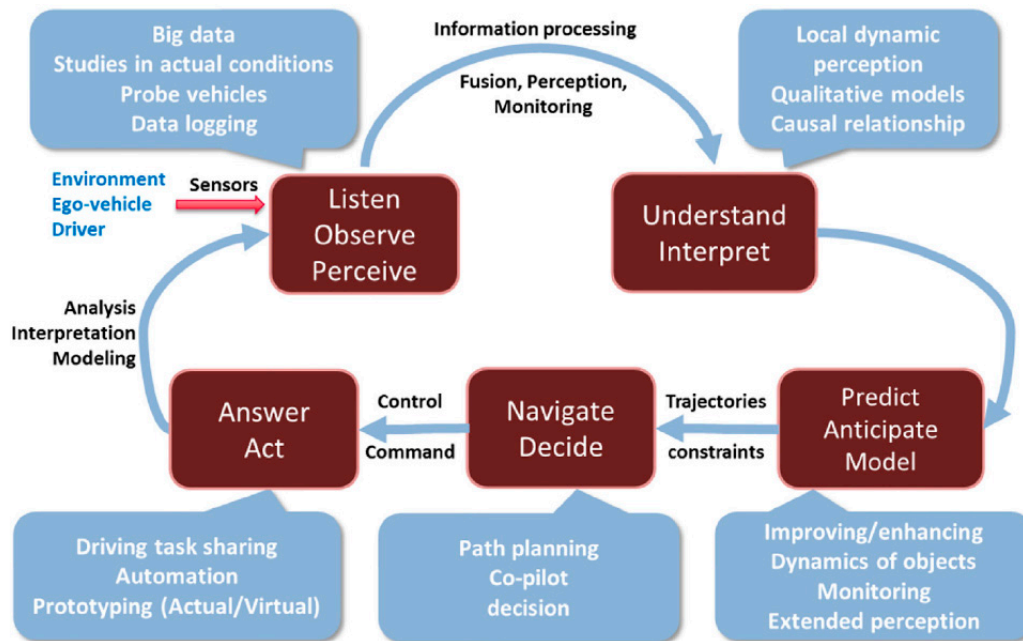 Big data
Studies in actual conditions
Probe vehicles
Data logging
Information processing
Fusion, Perception,
Monitoring
Local dynamic
perception
Qualitative models
Causal relationship
Environment
Ego-vehicle
Driver
Sensors
Listen
Observe
Perceive
Understand
Interpret
Analysis
Interpretation
Modeling
Answer
Act
Control
Command
Navigate
Decide
Trajectories
constraints
Predict
Anticipate
Model
Driving task sharing
Automation
Prototyping (Actual/Virtual)
Path planning
Co-pilot
decision
Improving/enhancing
Dynamics of objects
Monitoring
Extended perception